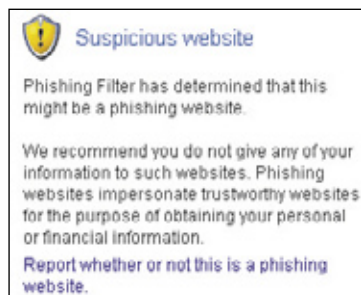 Suspicious website
Phishing Filter has determined that this
might be a phishing website.
We recommend you do not give any of your
information to such websites. Phishing
websites impersonate trustworthy websites
for the purpose of obtaining your personal
or financial information.
Report whether or not this is a phishing
website.